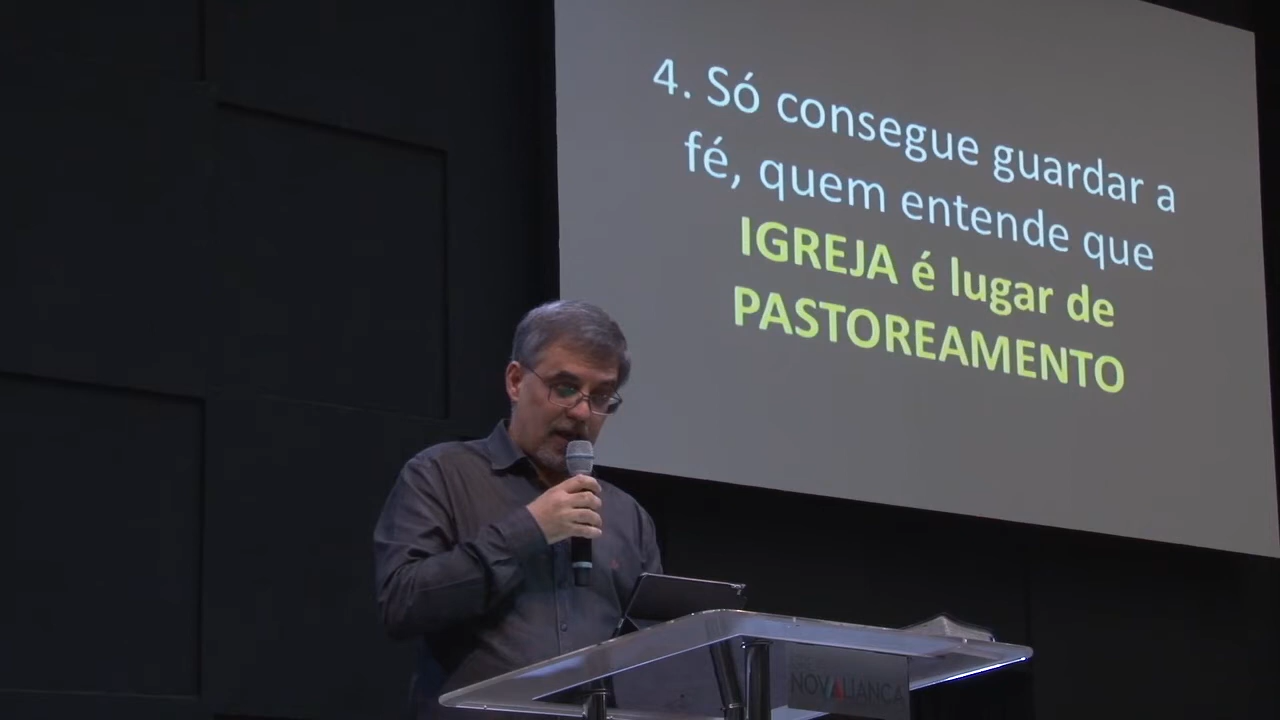 4. Só consegue guardar a
fé, quem entende que
IGREJA é lugar de
PASTOREAMENTO
NOVALIANÇA